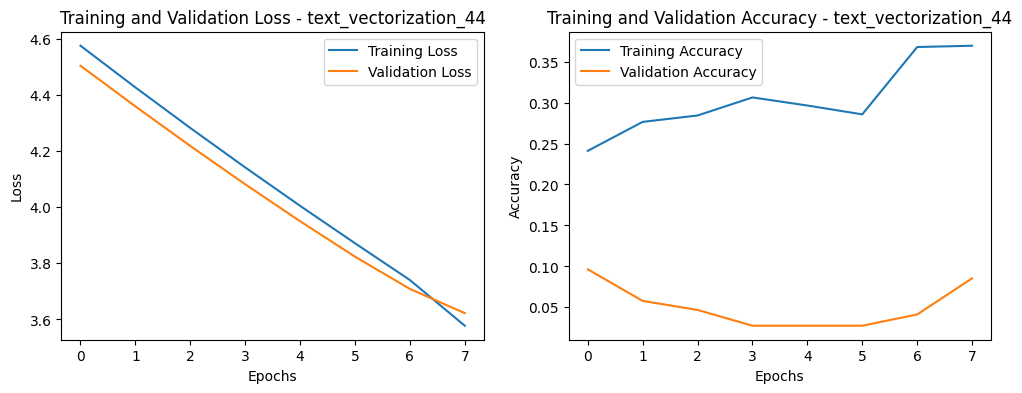 Training and Validation Loss - text_vectorization_44
Training Loss
Validation Loss
4.6
4.4
4.2
4.0
3.8
3.6
Loss
0 1 2 3 4 5 6 7
Epochs
Training and Validation Accuracy - text_vectorization_44
Training Accuracy
Validation Accuracy
0.35
0.30
0.25
0.20
0.15
0.10
0.05
Accuracy
0 1 2 3 4 5 6 7
Epochs